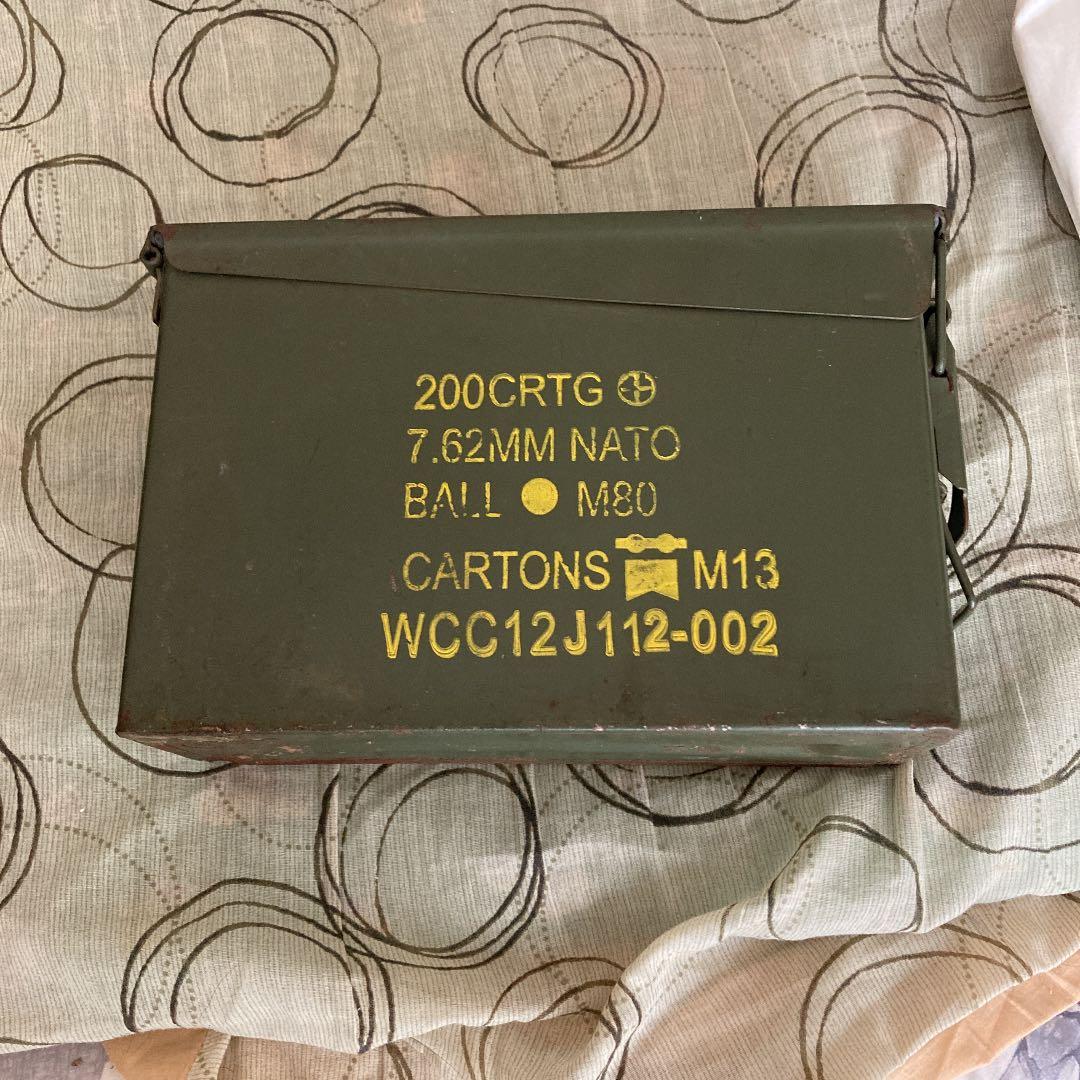 200CRTG ⊕
7.62MM NATO
BALL ● M80
CARTONS M13
WCC12J112-002